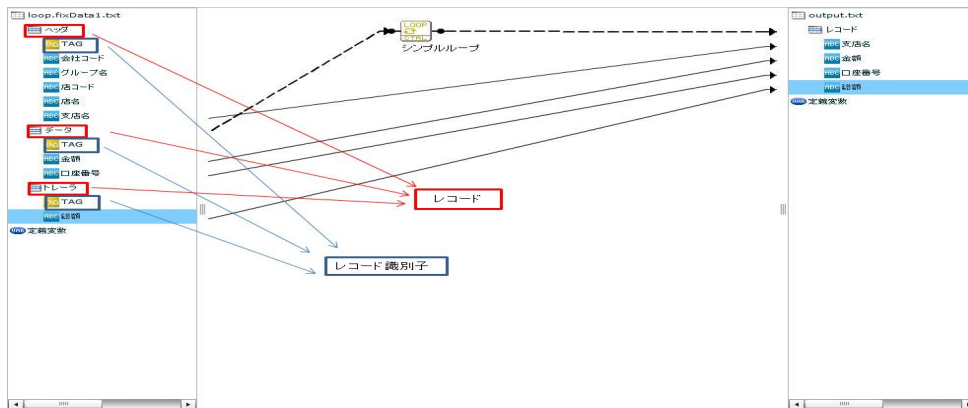 loop.fixData1.txt
ヘッダ
TAG
会社コード
グループ名
店コード
店名
支店名
データ
TAG
金額
口座番号
トレーラ
TAG
総額
定義変数
LOOP
CTRL
シンプルループ
レコード
レコード識別子
output.txt
レコード
支店名
金額
口座番号
総額
定義変数